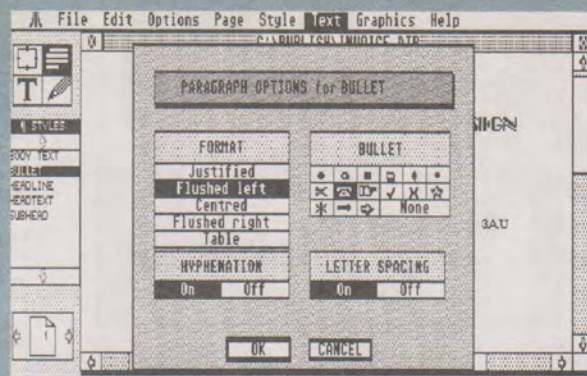 File Edit Options Page Style Text Graphics Help
C:\PUBLISH\INVOICE.DTP
PARAGRAPH OPTIONS for BULLET
T
¶ STYLES
BODY TEXT
BULLET
HEADLINE
HEADTEXT
SUBHEAD
1
FORMAT
Justified
Flushed left
Centred
Flushed right
Table
BULLET
None
HYPHENATION
On Off
LETTER SPACING
On Off
3AU
OK CANCEL